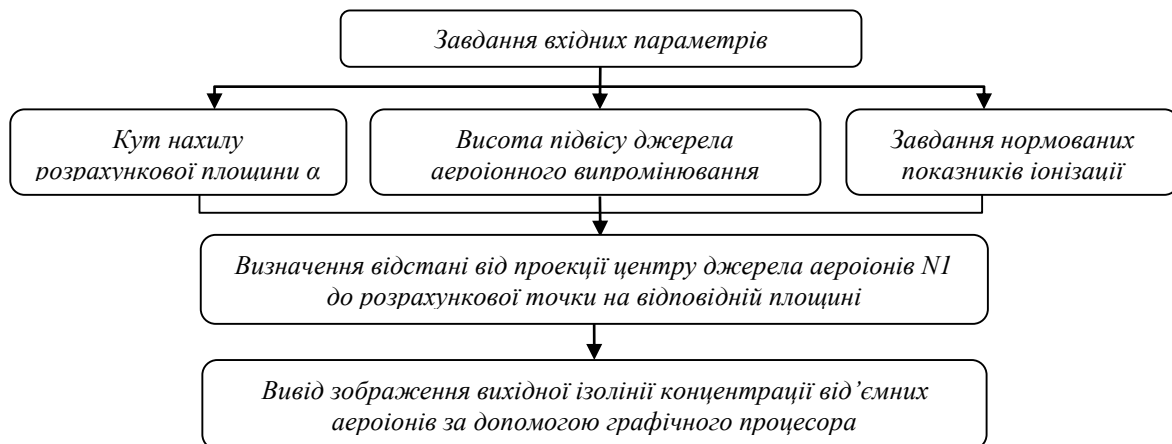 Завдання вхідних параметрів
Кут нахилу
розрахункової площини α
Висота підвісу джерела
аероіонного випромінювання
Завдання нормованих
показників іонізації
Визначення відстані від проекції центру джерела аероіонів N1
до розрахункової точки на відповідній площині
Вивід зображення вихідної ізолінії концентрації від’ємних
аероіонів за допомогою графічного процесора